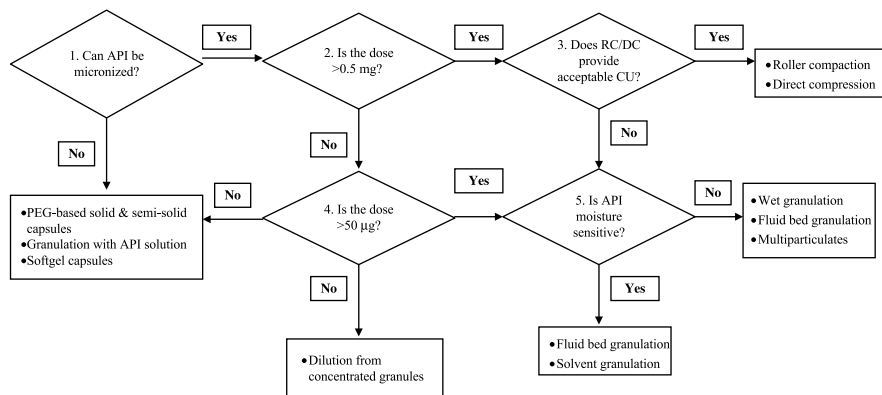 1. Can API be
micronized?
Yes
2. Is the dose
>0.5 mg?
Yes
3. Does RC/DC
provide
acceptable CU?
Yes
●Roller compaction
●Direct compression
No
No
No
●PEG-based solid & semi-solid
capsules
●Granulation with API solution
●Softgel capsules
No
4. Is the dose
>50 µg?
Yes
5. Is API
moisture
sensitive?
No
●Wet granulation
●Fluid bed granulation
●Multiparticulates
No
Yes
●Dilution from
concentrated granules
●Fluid bed granulation
●Solvent granulation